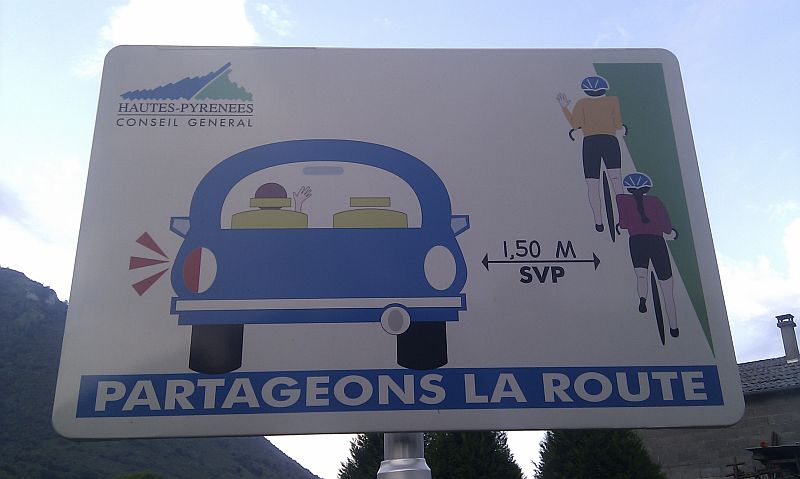 HAUTES-PYRENEES
CONSEIL GENERAL
1,50 M
SVP
PARTAGEONS LA ROUTE